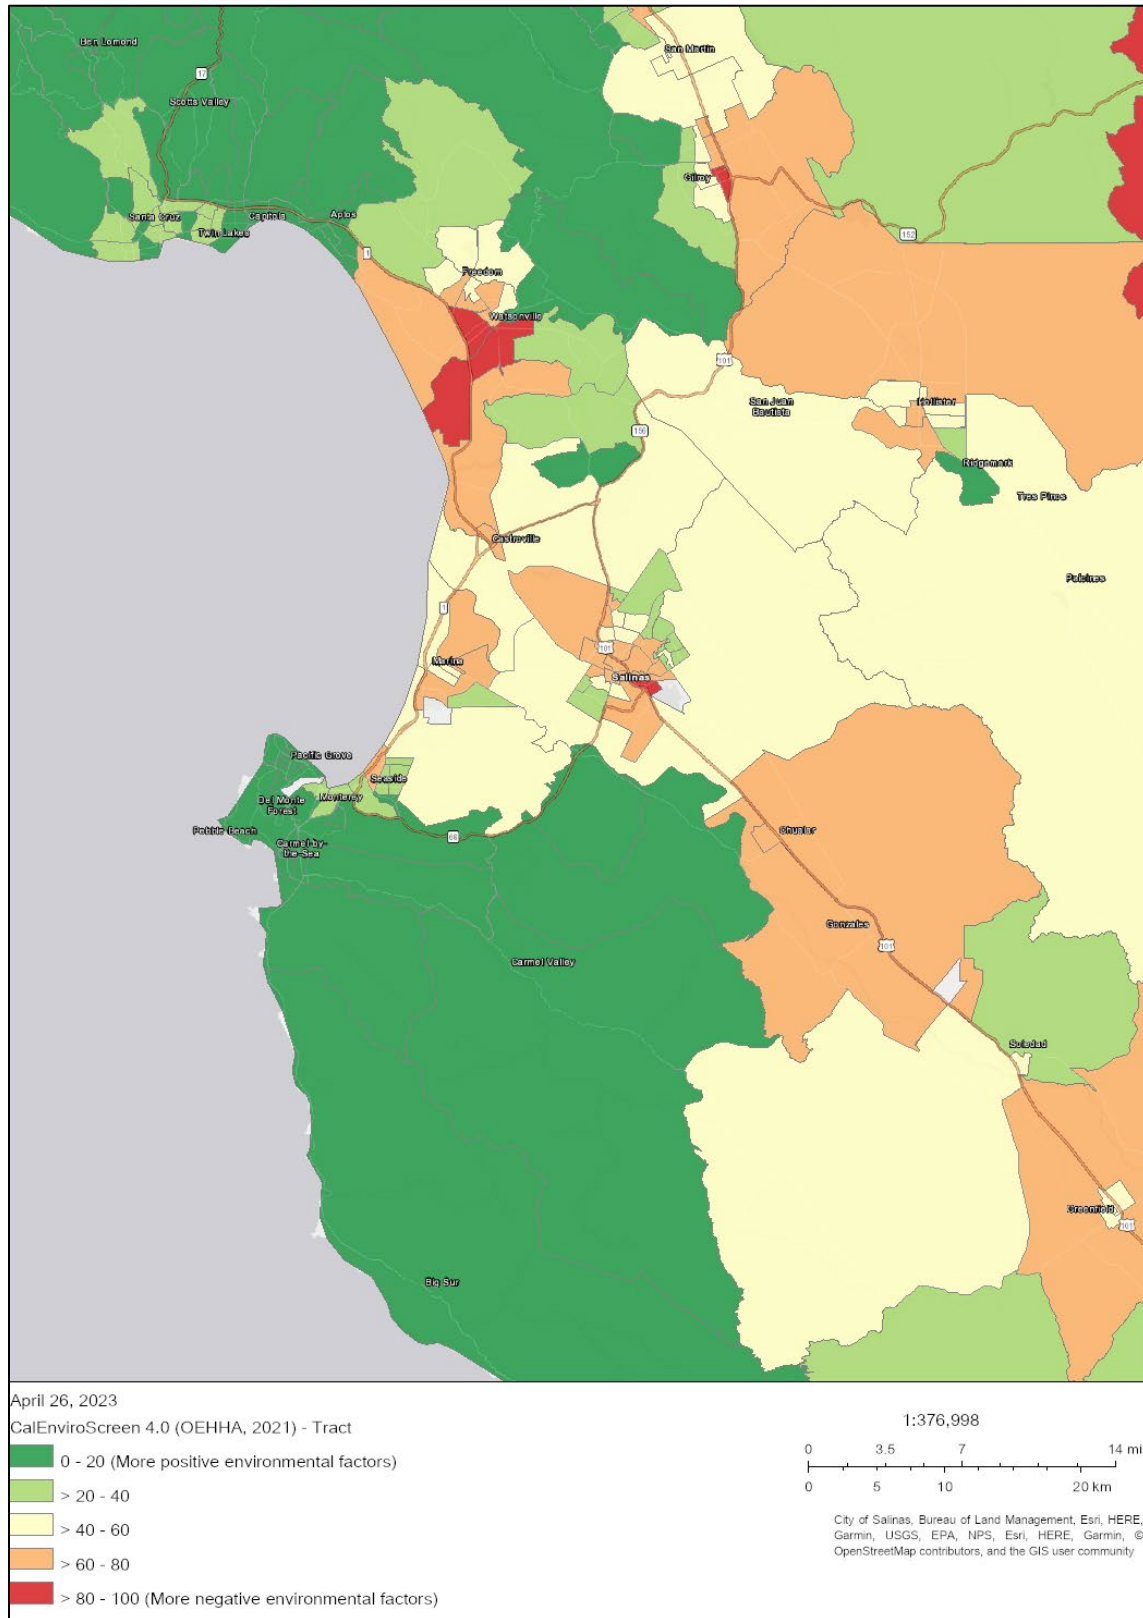 Ben Lomond
San Martin
17
Scotts Valley
Gilroy
Santa Cruz
Capitola
Aptos
Twin Lakes
152
1
Freedom
Watsonville
101
San Juan
Bautista
Hollister
156
Ridgemark
Tres Pinos
Castroville
Paicines
1
101
Marina
Salinas
Pacific Grove
Seaside
Del Monte
Forest
Monterey
Pebble Beach
68
Chualar
Carmel-by-
the-Sea
Gonzales
101
Carmel Valley
Soledad
Greenfield
101
Big Sur
April 26, 2023
CalEnviroScreen 4.0 (OEHHA, 2021) - Tract
0 - 20 (More positive environmental factors)
> 20 - 40
> 40 - 60
> 60 - 80
> 80 - 100 (More negative environmental factors)
1:376,998
0 3.5 7 14 mi
0 5 10 20 km
City of Salinas, Bureau of Land Management, Esri, HERE,
Garmin, USGS, EPA, NPS, Esri, HERE, Garmin, ©
OpenStreetMap contributors, and the GIS user community